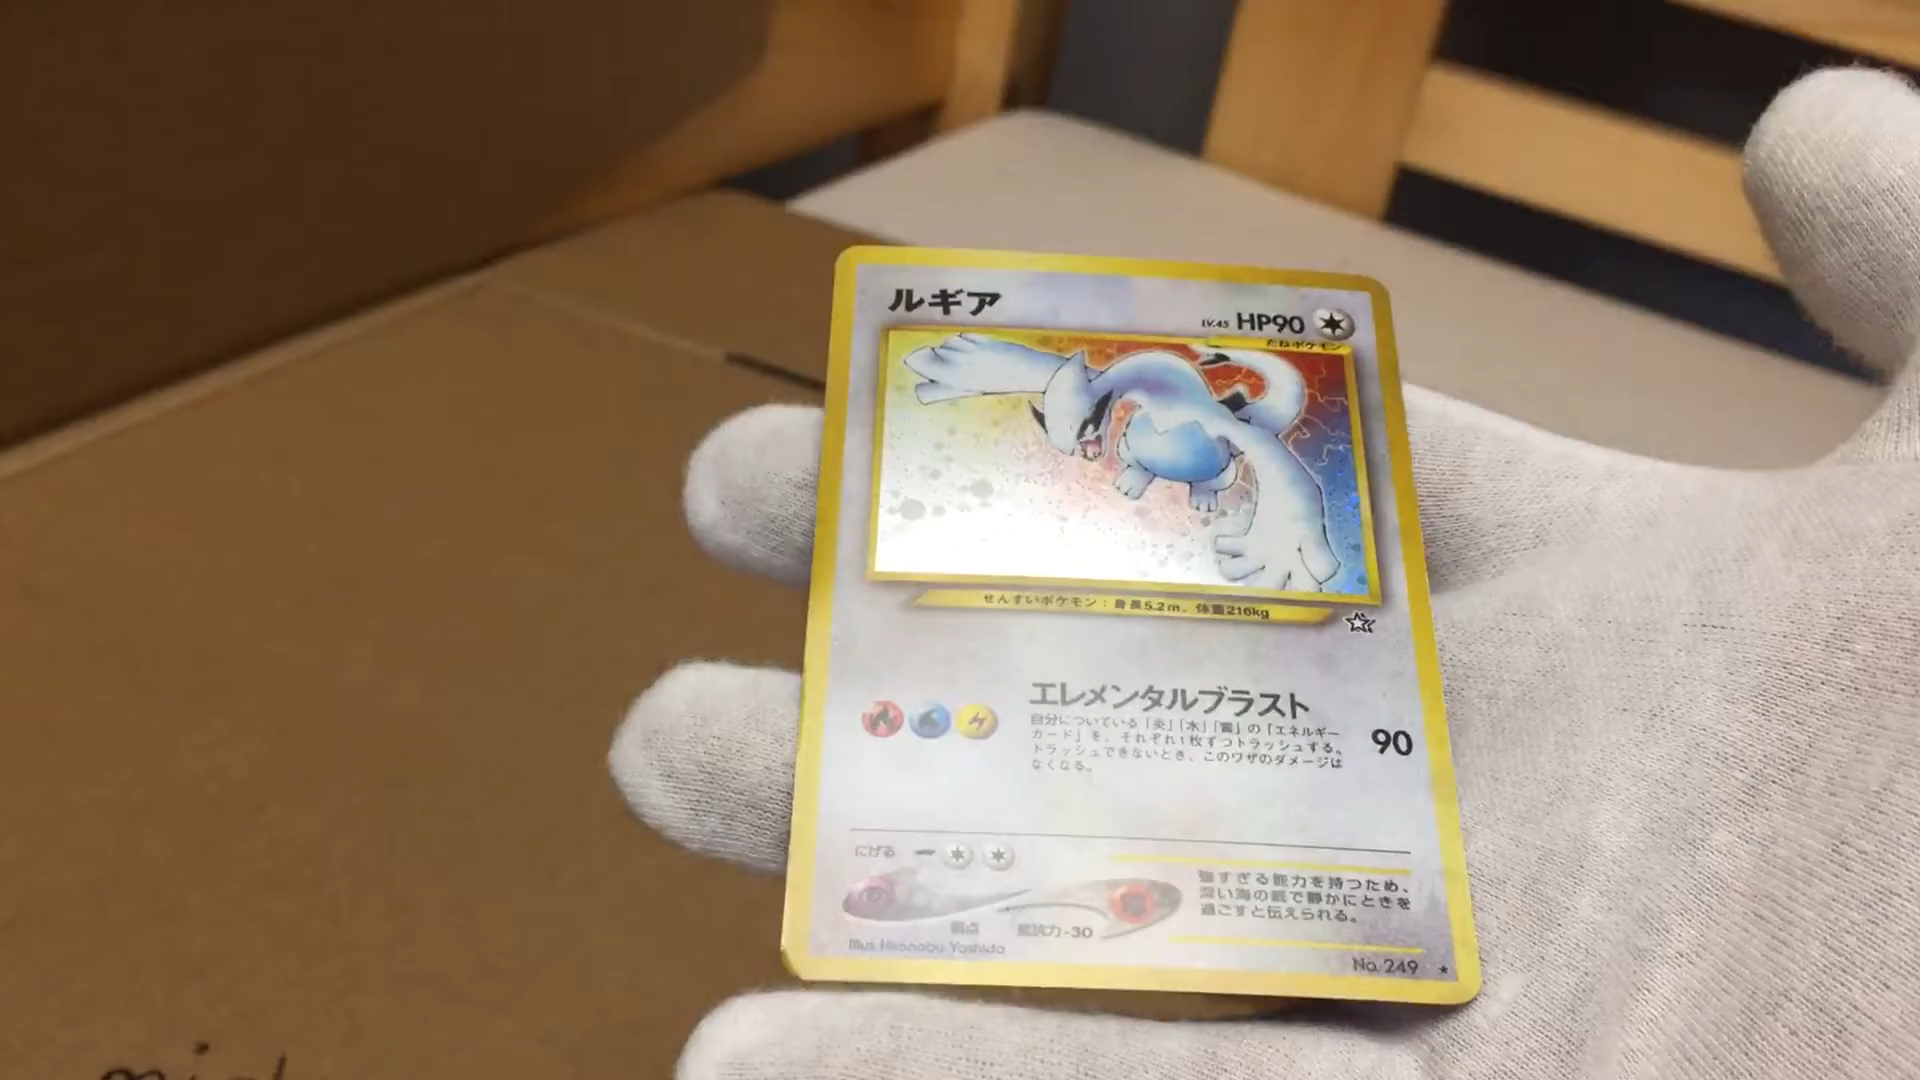 ルギア
LV.45 HP90
たねポケモン
せんすいポケモン：身長5.2m、体重216kg
エレメンタルブラスト
自分についている「炎」「水」「雷」の「エネルギー
カード」を、それぞれ1枚ずつトラッシュする。
トラッシュできないとき、このワザのダメージは
なくなる。
90
にげる
弱点
抵抗力-30
強すぎる能力を持つため、
深い海の底で静かにときを
過ごすと伝えられる。
Illus. Hironobu Yoshida
No. 249 ★